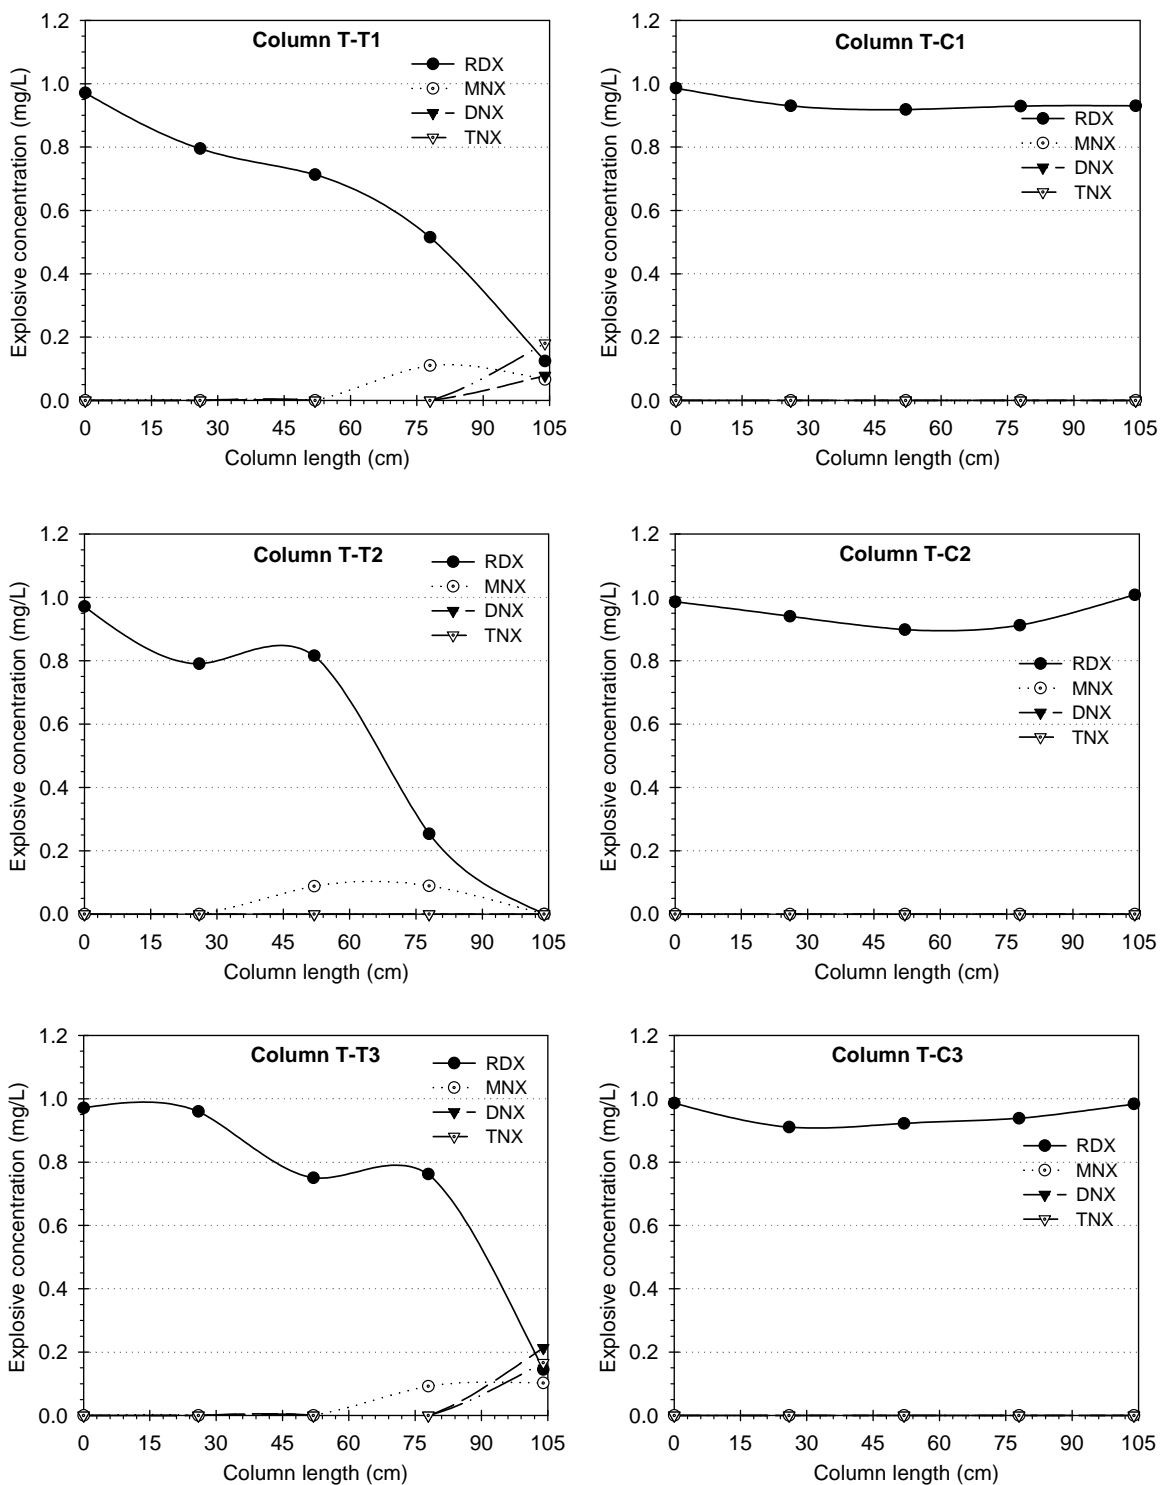 Column T-T1
RDX
MNX
DNX
TNX
Explosive concentration (mg/L)
1.2
1.0
0.8
0.6
0.4
0.2
0.0
0 15 30 45 60 75 90 105
Column length (cm)
Column T-C1
RDX
MNX
DNX
TNX
Explosive concentration (mg/L)
1.2
1.0
0.8
0.6
0.4
0.2
0.0
0 15 30 45 60 75 90 105
Column length (cm)
Column T-T2
RDX
MNX
DNX
TNX
Explosive concentration (mg/L)
1.2
1.0
0.8
0.6
0.4
0.2
0.0
0 15 30 45 60 75 90 105
Column length (cm)
Column T-C2
RDX
MNX
DNX
TNX
Explosive concentration (mg/L)
1.2
1.0
0.8
0.6
0.4
0.2
0.0
0 15 30 45 60 75 90 105
Column length (cm)
Column T-T3
RDX
MNX
DNX
TNX
Explosive concentration (mg/L)
1.2
1.0
0.8
0.6
0.4
0.2
0.0
0 15 30 45 60 75 90 105
Column length (cm)
Column T-C3
RDX
MNX
DNX
TNX
Explosive concentration (mg/L)
1.2
1.0
0.8
0.6
0.4
0.2
0.0
0 15 30 45 60 75 90 105
Column length (cm)